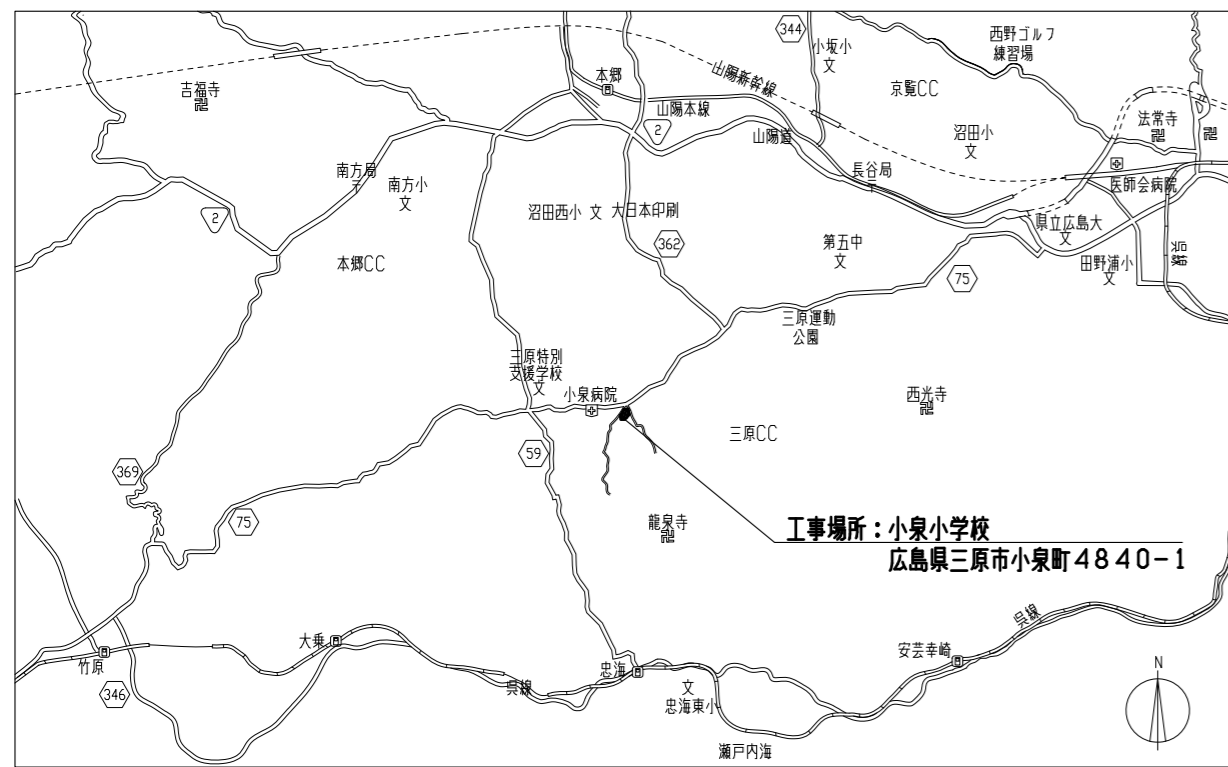 344
西野ゴルフ
練習場
小坂小
文
本郷
山陽新幹線
京覧CC
吉福寺
卍
山陽本線
2
山陽道
沼田小
文
法常寺
卍
卍
南方局
〒
南方小
文
長谷局
〒
医師会病院
2
沼田西小 文
大日本印刷
362
第五中
文
県立広島大
文
呉線
本郷CC
75
田野浦小
文
三原運動
公園
三原特別
支援学校
文
小泉病院
西光寺
卍
三原CC
59
369
75
龍泉寺
卍
工事場所：小泉小学校
広島県三原市小泉町4840-1
呉線
大乗
竹原
346
呉線
忠海
文
忠海東小
安芸幸崎
N
瀬戸内海